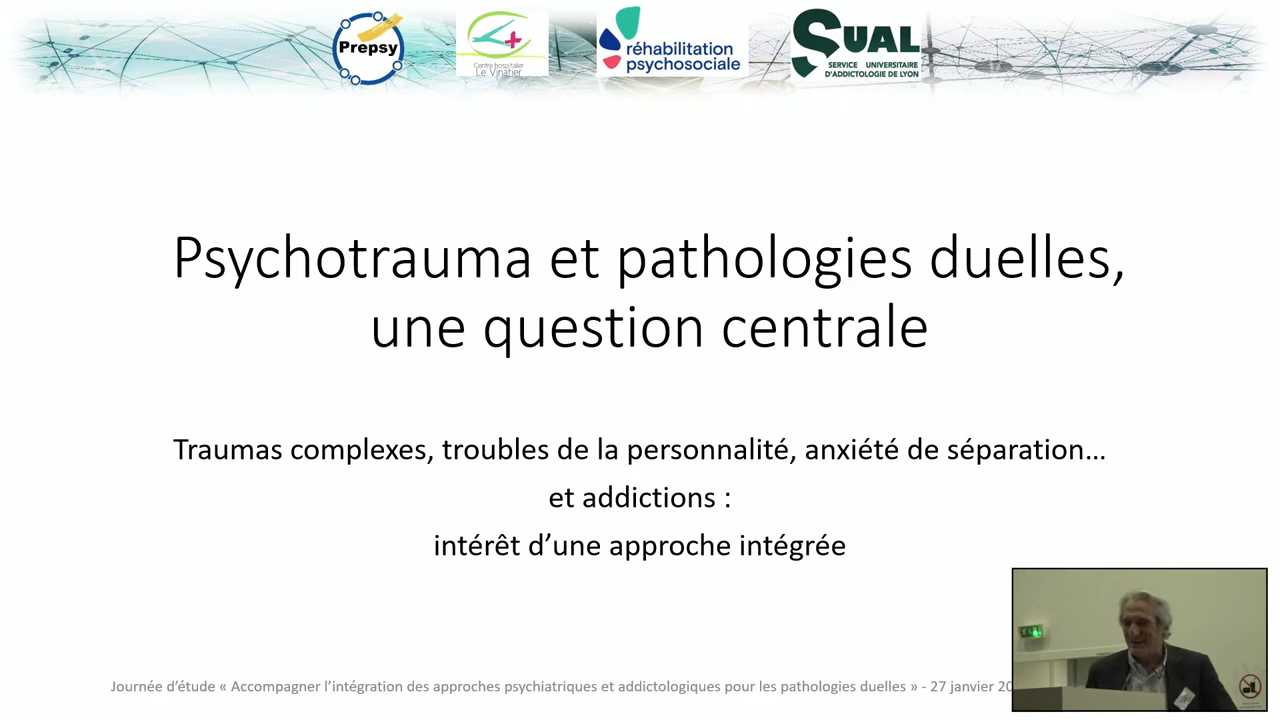 Prepsy
Centre hospitalier
Le Vinatier
réhabilitation
psychosociale
SUAL
SERVICE UNIVERSITAIRE
D'ADDICTOLOGIE DE LYON
Psychotrauma et pathologies duelles,
une question centrale
Traumas complexes, troubles de la personnalité, anxiété de séparation…
et addictions :
intérêt d’une approche intégrée
Journée d’étude « Accompagner l’intégration des approches psychiatriques et addictologiques pour les pathologies duelles » - 27 janvier 20